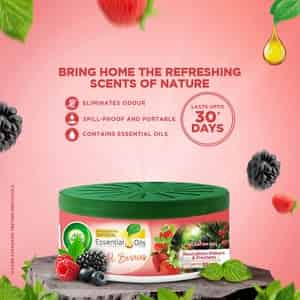 BRING HOME THE REFRESHING
SCENTS OF NATURE
ELIMINATES ODOUR
SPILL-PROOF AND PORTABLE
CONTAINS ESSENTIAL OILS
LASTS UPTO
30*
DAYS
Essential Oils
Berries